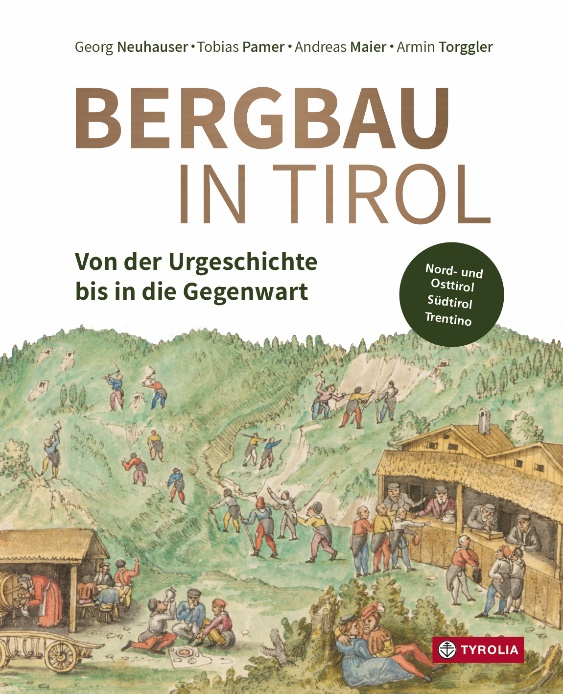 Georg Neuhauser • Tobias Pamer • Andreas Maier • Armin Torggler
BERGBAU
IN TIROL
Von der Urgeschichte
bis in die Gegenwart
Nord- und
Osttirol
Südtirol
Trentino
TYROLIA